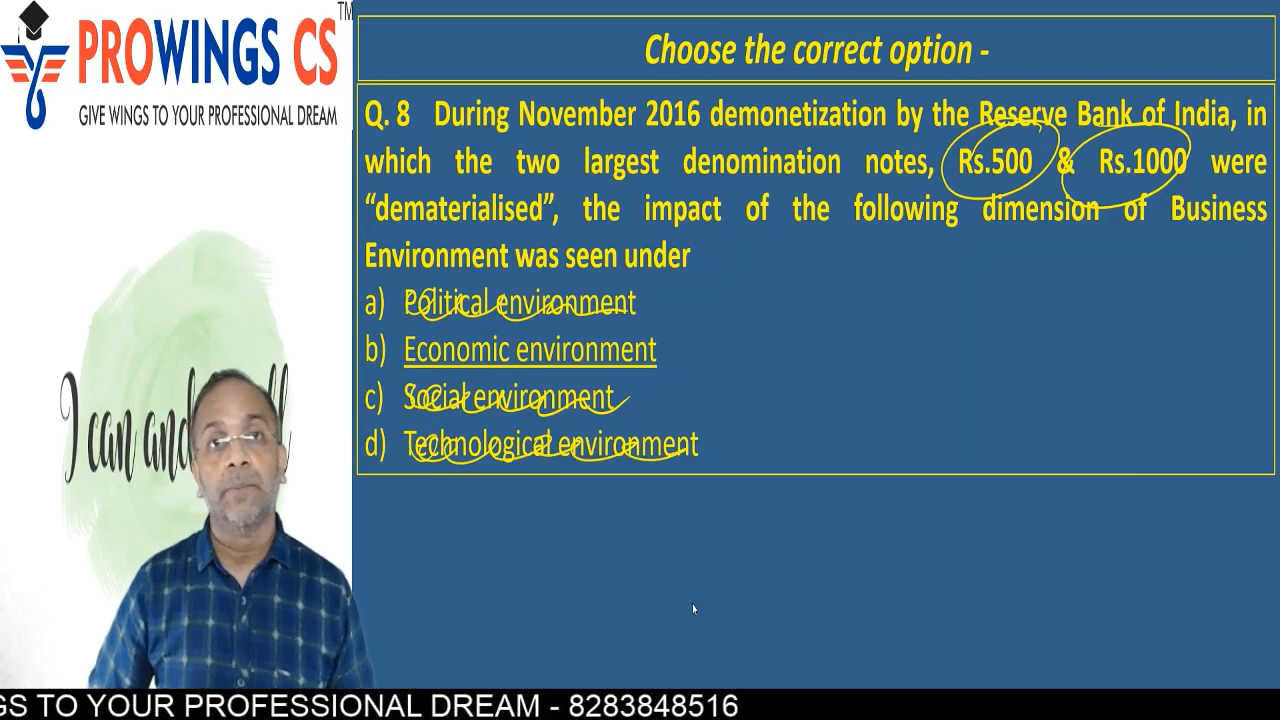 TM
PROWINGS CS
GIVE WINGS TO YOUR PROFESSIONAL DREAM
Choose the correct option -
Q. 8 During November 2016 demonetization by the Reserve Bank of India, in
which the two largest denomination notes, Rs.500 & Rs.1000 were
“dematerialised”, the impact of the following dimension of Business
Environment was seen under
a) Political environment
b) Economic environment
c) Social environment
d) Technological environment
I can and
GS TO YOUR PROFESSIONAL DREAM - 8283848516